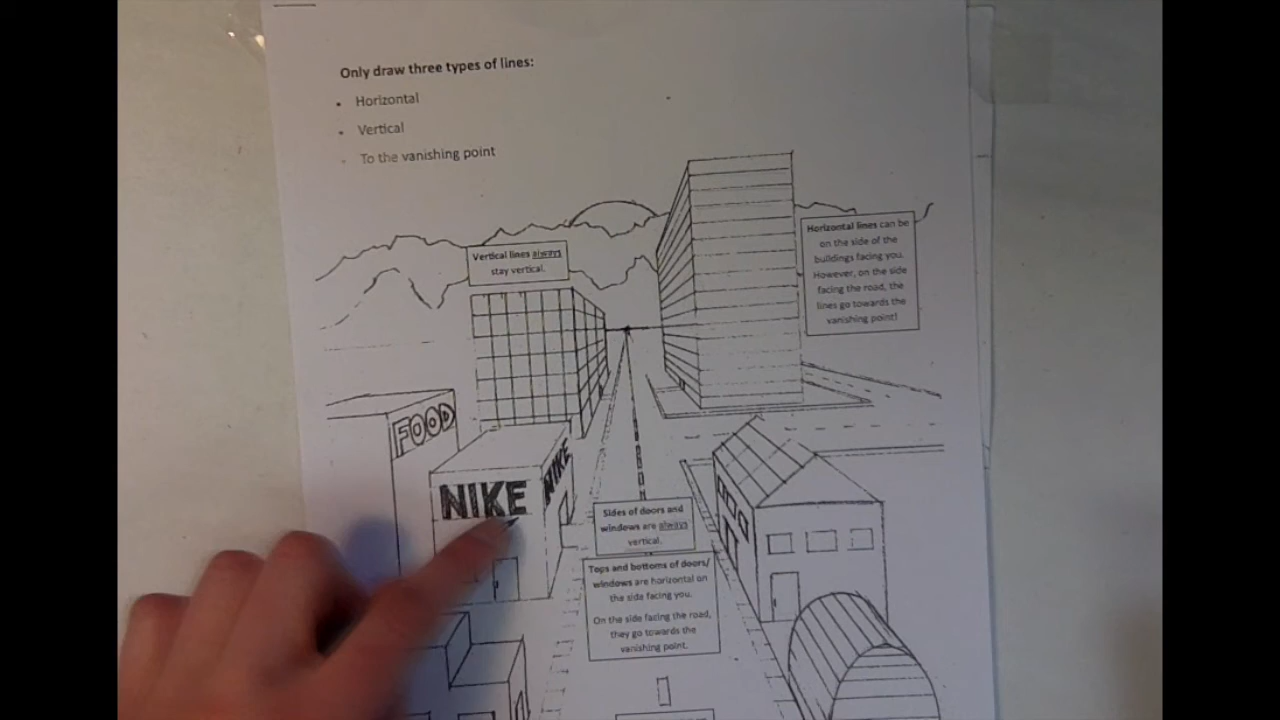 Only draw three types of lines:
• Horizontal
• Vertical
• To the vanishing point
Vertical lines always
stay vertical.
Horizontal lines can be
on the side of the
buildings facing you.
However, on the side
facing the road, the
lines go towards the
vanishing point!
FOOD
NIKE
NIKE
Sides of doors and
windows are always
vertical.
Tops and bottoms of doors/
windows are horizontal on
the side facing you.
On the side facing the road,
they go towards the
vanishing point.